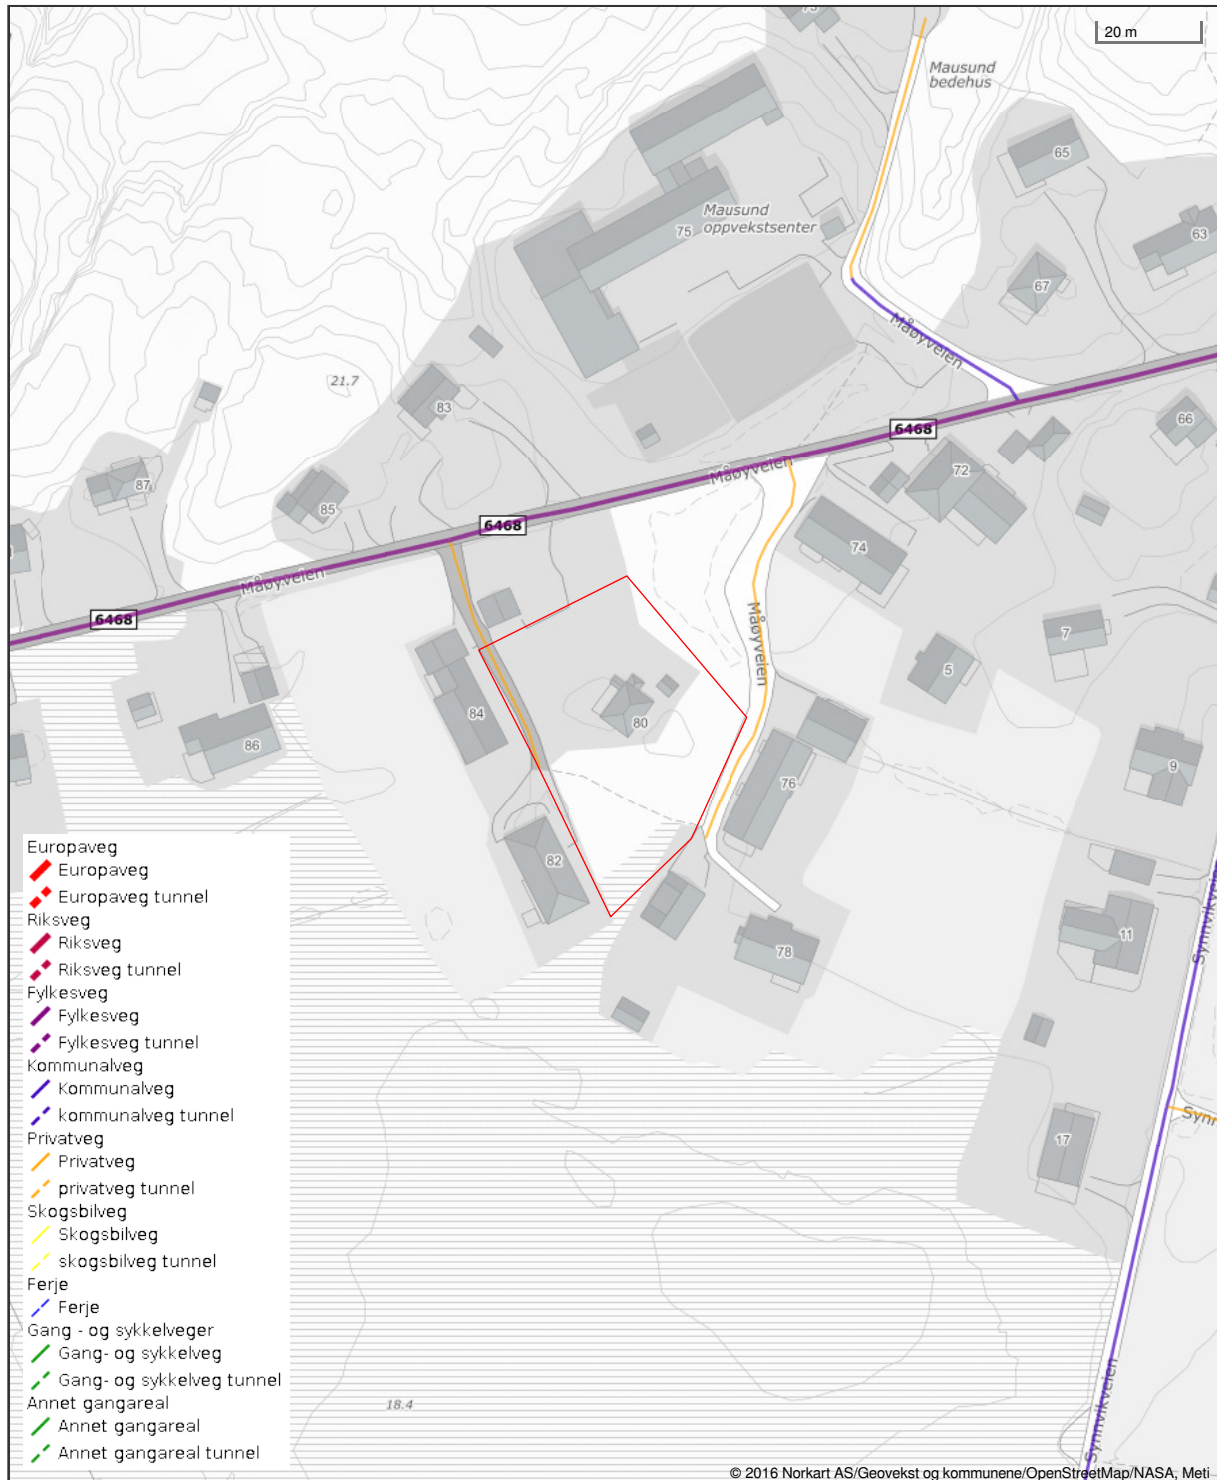 73
20 m
Mausund
bedehus
65
Mausund
oppvekstsenter
75
63
67
Måøyveien
21.7
83
66
6468
Måøyveien
72
87
85
6468
74
Måøyveien
6468
Måøyveien
7
5
84
80
86
9
76
82
11
78
Synnvikveien
17
Synn
18.4
Synnvikveien
Europaveg
Europaveg
Europaveg tunnel
Riksveg
Riksveg
Riksveg tunnel
Fylkesveg
Fylkesveg
Fylkesveg tunnel
Kommunalveg
Kommunalveg
kommunalveg tunnel
Privatveg
Privatveg
privatveg tunnel
Skogsbilveg
Skogsbilveg
skogsbilveg tunnel
Ferje
Ferje
Gang - og sykkelveger
Gang- og sykkelveg
Gang- og sykkelveg tunnel
Annet gangareal
Annet gangareal
Annet gangareal tunnel
© 2016 Norkart AS/Geovekst og kommunene/OpenStreetMap/NASA, Meti